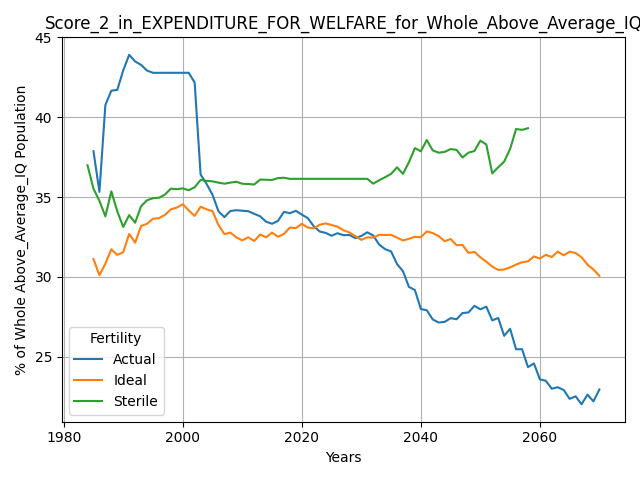 Score_2_in_EXPENDITURE_FOR_WELFARE_for_Whole_Above_Average_IQ
45
40
35
30
25
% of Whole Above_Average_IQ Population
Fertility
Actual
Ideal
Sterile
1980
2000
2020
2040
2060
Years